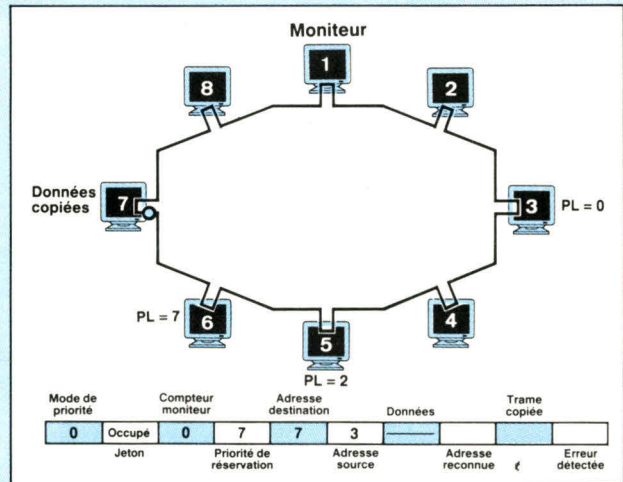 Moniteur
1
8
2
Données
copiées
7
3
PL = 0
PL = 7
6
5
4
PL = 2
Mode de
priorité
Compteur
moniteur
Adresse
destination
Données
Trame
copiée
0
Occupé
0
7
7
3
Jeton
Priorité de
réservation
Adresse
source
Adresse
reconnue
ℓ
Erreur
détectée